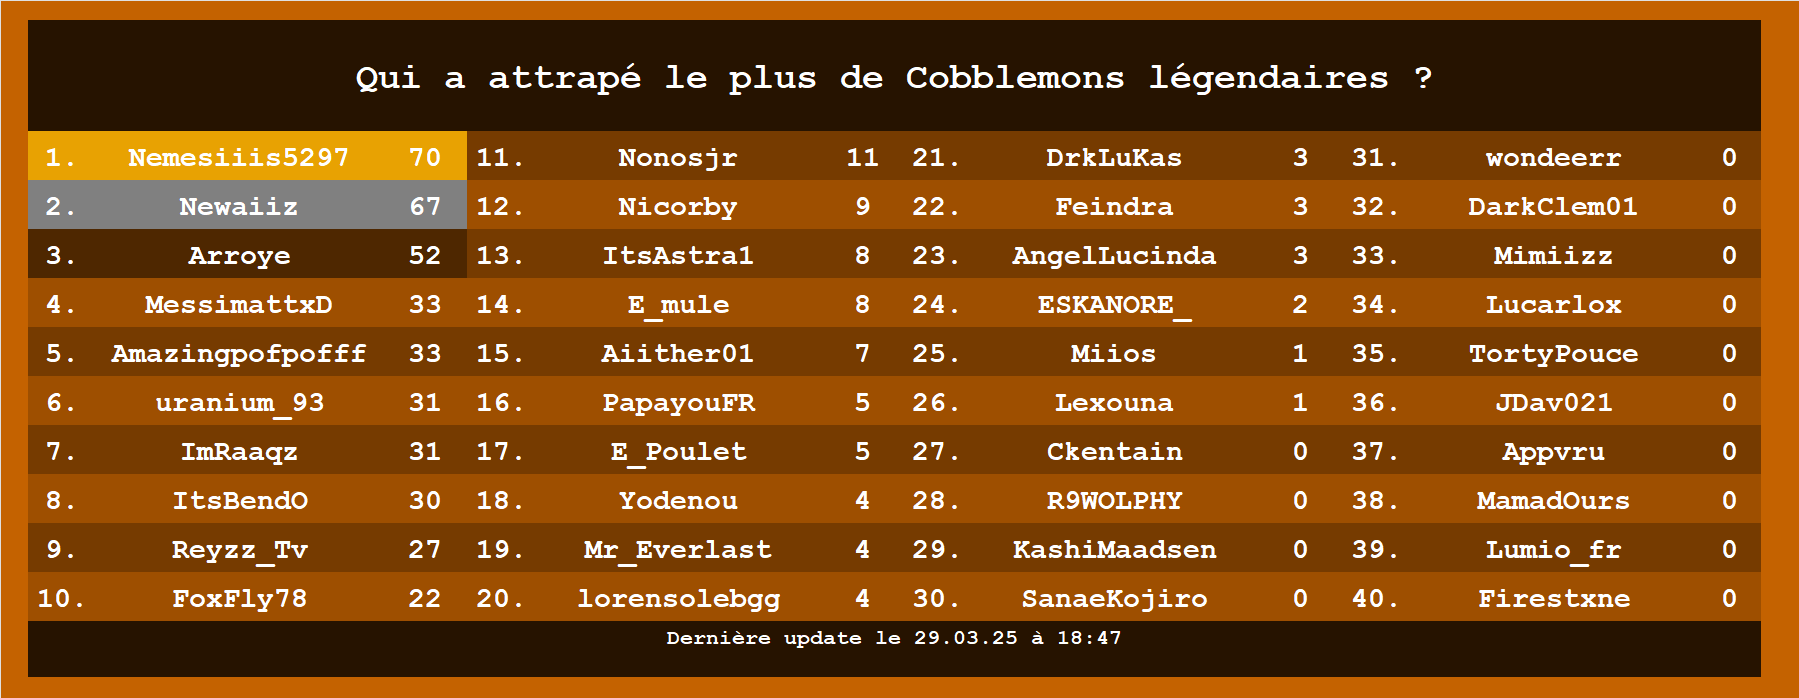 Qui a attrapé le plus de Cobblemons légendaires ?
1. Nemesiiis5297 70 11. Nonosjr 11 21. DrkLuKas 3 31. wondeerr 0
2. Newaiiz 67 12. Nicorby 9 22. Feindra 3 32. DarkClem01 0
3. Arroye 52 13. ItsAstra1 8 23. AngelLucinda 3 33. Mimiizz 0
4. MessimattxD 33 14. E_mule 8 24. ESKANORE_ 2 34. Lucarlox 0
5. Amazingpofpofff 33 15. Aiither01 7 25. Miios 1 35. TortyPouce 0
6. uranium_93 31 16. PapayouFR 5 26. Lexouna 1 36. JDav021 0
7. ImRaaqz 31 17. E_Poulet 5 27. Ckentain 0 37. Appvru 0
8. ItsBendO 30 18. Yodenou 4 28. R9WOLPHY 0 38. MamadOurs 0
9. Reyzz_Tv 27 19. Mr_Everlast 4 29. KashiMaadsen 0 39. Lumio_fr 0
10. FoxFly78 22 20. lorensolebgg 4 30. SanaeKojiro 0 40. Firestxne 0
Dernière update le 29.03.25 à 18:47